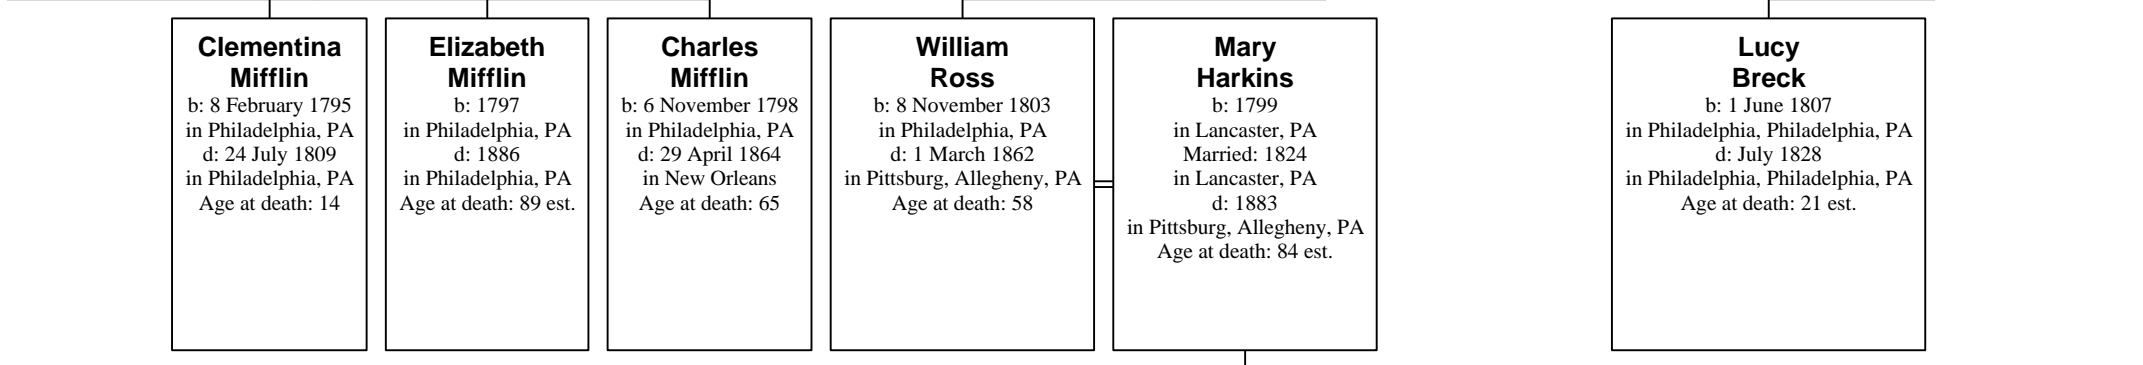 Clementina
Mifflin
b: 8 February 1795
in Philadelphia, PA
d: 24 July 1809
in Philadelphia, PA
Age at death: 14
Elizabeth
Mifflin
b: 1797
in Philadelphia, PA
d: 1886
in Philadelphia, PA
Age at death: 89 est.
Charles
Mifflin
b: 6 November 1798
in Philadelphia, PA
d: 29 April 1864
in New Orleans
Age at death: 65
William
Ross
b: 8 November 1803
in Philadelphia, PA
d: 1 March 1862
in Pittsburg, Allegheny, PA
Age at death: 58
Mary
Harkins
b: 1799
in Lancaster, PA
Married: 1824
in Lancaster, PA
d: 1883
in Pittsburg, Allegheny, PA
Age at death: 84 est.
Lucy
Breck
b: 1 June 1807
in Philadelphia, Philadelphia, PA
d: July 1828
in Philadelphia, Philadelphia, PA
Age at death: 21 est.